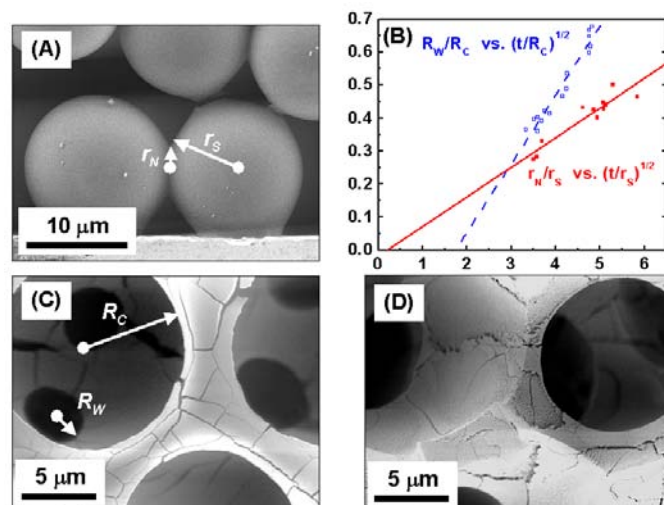 (A)
r_N
r_S
10 μm
(B)
R_W/R_C vs. (t/R_C)^1/2
r_N/r_S vs. (t/r_S)^1/2
0.7
0.6
0.5
0.4
0.3
0.2
0.1
0.0
0 1 2 3 4 5 6
(C)
R_C
R_W
5 μm
(D)
5 μm